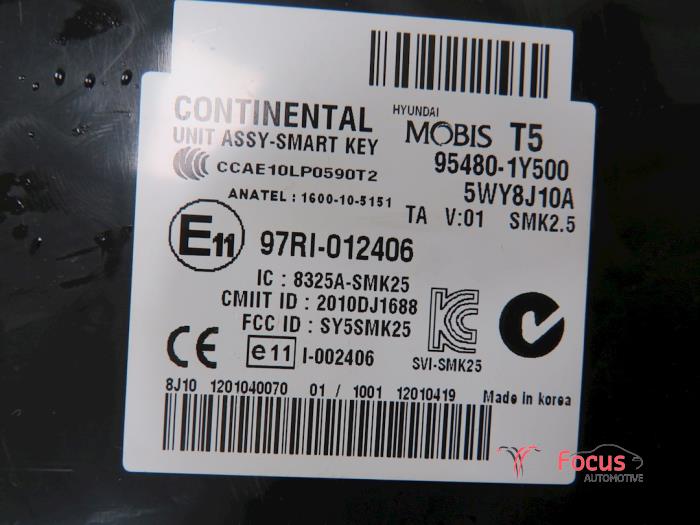 CONTINENTAL
UNIT ASSY-SMART KEY
HYUNDAI
MOBIS T5
95480-1Y500
5WY8J10A
CCAE10LP0590T2
ANATEL : 1600-10-5151
TA V:01 SMK2.5
E11 97RI-012406
IC : 8325A-SMK25
CMIIT ID : 2010DJ1688
FCC ID : SY5SMK25
CE e11 I-002406
KC
SVI-SMK25
8J10 1201040070 01 / 1001 12010419 Made in korea
Focus
AUTOMOTIVE